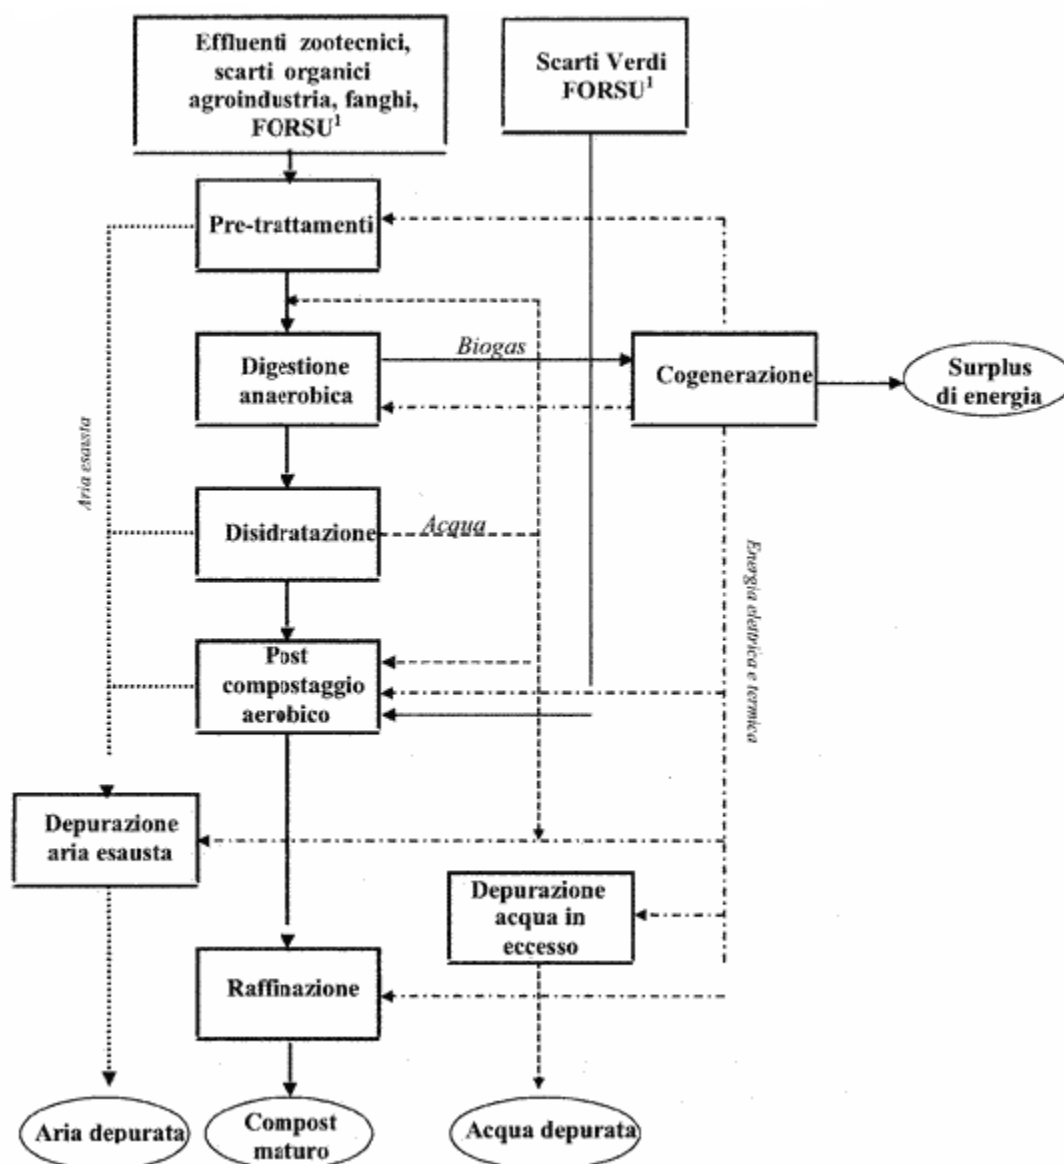 Effluenti zootecnici,
scarti organici
agroindustria, fanghi,
FORSU¹
Scarti Verdi
FORSU¹
Pre-trattamenti
Biogas
Digestione
anaerobica
Cogenerazione
Surplus
di energia
Aria esausta
Disidratazione
Acqua
Energia elettrica e termica
Post
compostaggio
aerobico
Depurazione
aria esausta
Depurazione
acqua in
eccesso
Raffinazione
Aria depurata
Compost
maturo
Acqua depurata